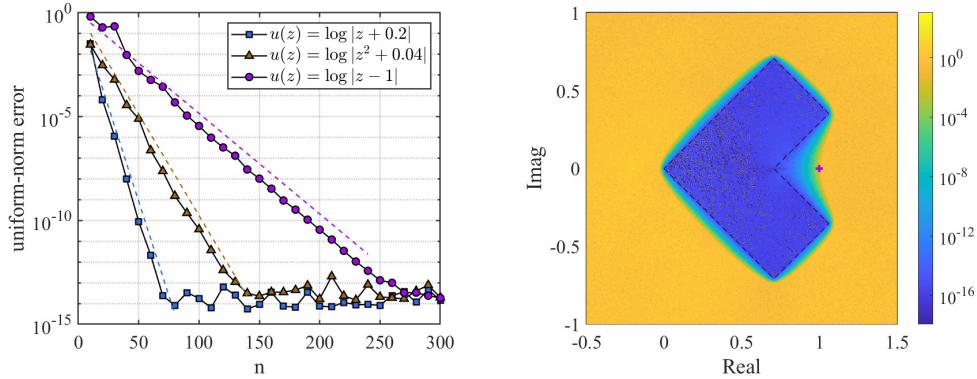 uniform-norm error
10^0
10^-5
10^-10
10^-15
u(z) = log |z + 0.2|
u(z) = log |z^2 + 0.04|
u(z) = log |z − 1|
0 50 100 150 200 250 300
n
Imag
1
0.5
0
-0.5
-1
-0.5 0 0.5 1 1.5
Real
10^0
10^-4
10^-8
10^-12
10^-16